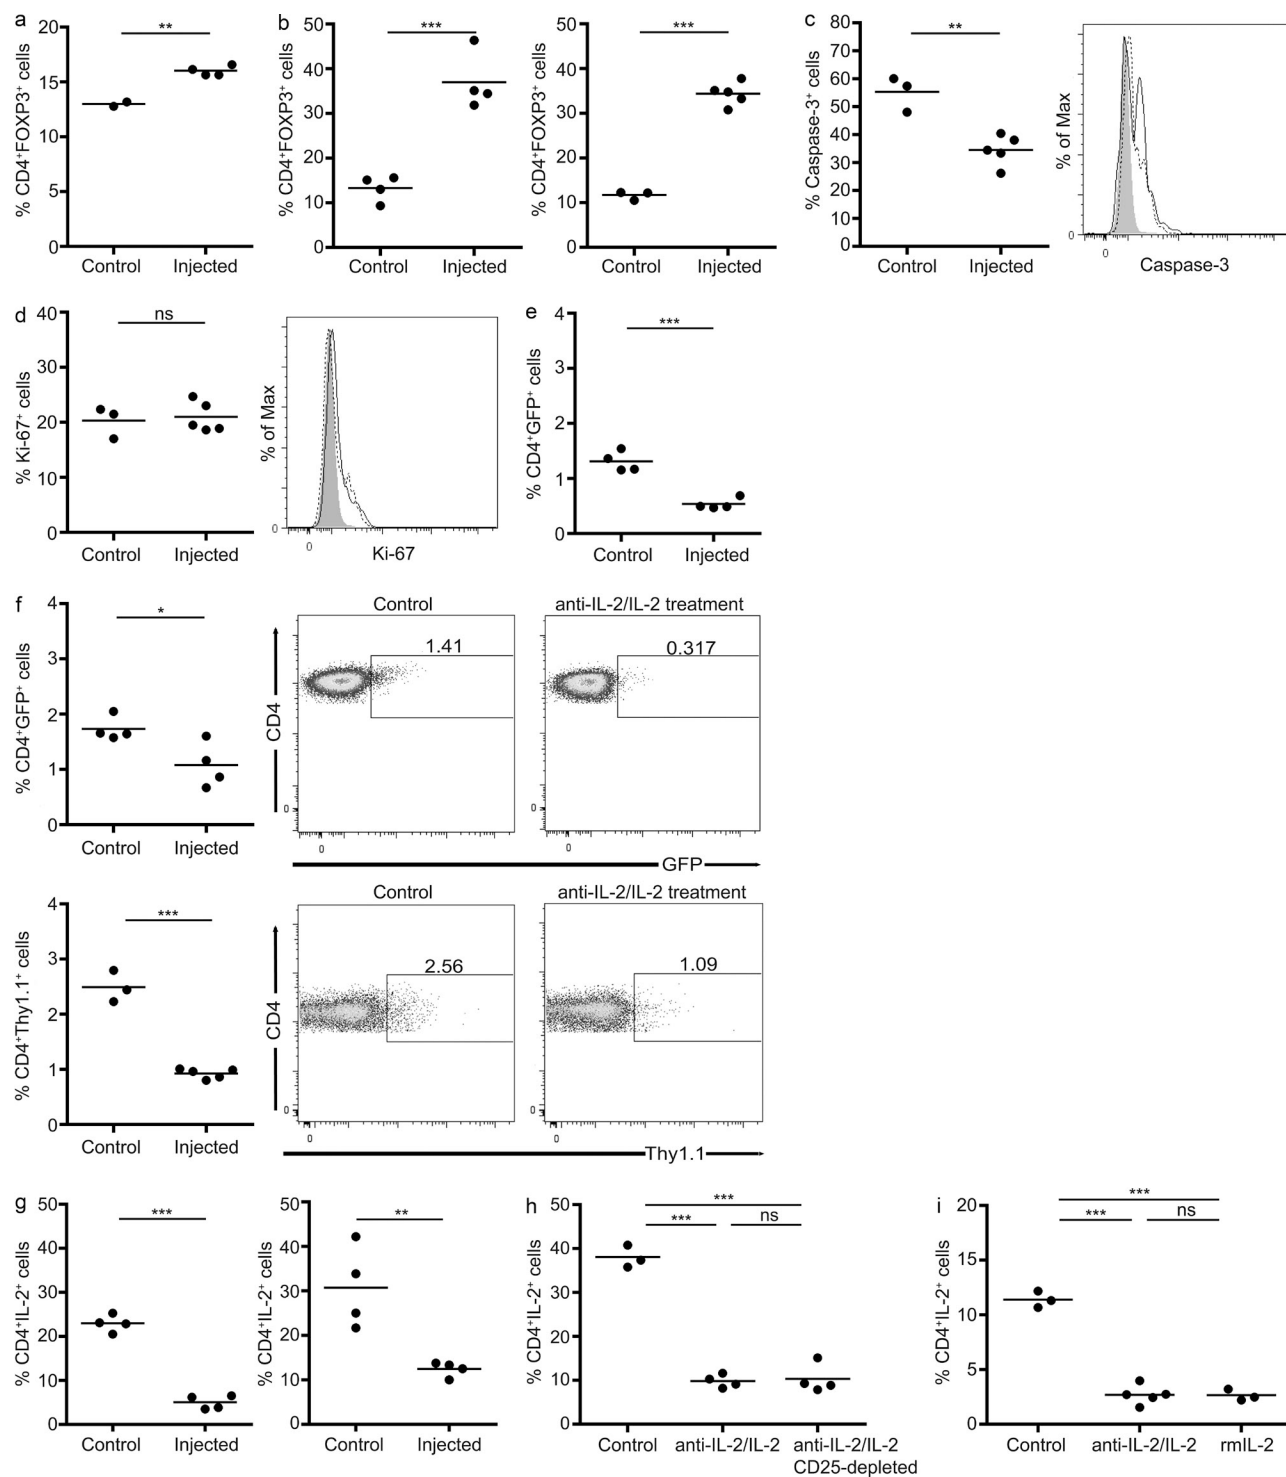 a
% CD4+FOXP3+ cells
20
15
10
5
0
**
Control Injected
b
% CD4+FOXP3+ cells
50
40
30
20
10
0
***
Control Injected
% CD4+FOXP3+ cells
50
40
30
20
10
0
***
Control Injected
c
% Caspase-3+ cells
80
70
60
50
40
30
20
10
0
**
Control Injected
% of Max
0
0
Caspase-3
d
% Ki-67+ cells
40
30
20
10
0
ns
Control Injected
% of Max
0
0
Ki-67
e
% CD4+GFP+ cells
4
3
2
1
0
***
Control Injected
f
% CD4+GFP+ cells
4
3
2
1
0
*
Control Injected
Control
anti-IL-2/IL-2 treatment
CD4
1.41
0.317
0
0
0
0
GFP
% CD4+Thy1.1+ cells
4
3
2
1
0
***
Control Injected
Control
anti-IL-2/IL-2 treatment
CD4
2.56
1.09
0
0
0
0
Thy1.1
g
% CD4+IL-2+ cells
50
40
30
20
10
0
***
Control Injected
% CD4+IL-2+ cells
50
40
30
20
10
0
**
Control Injected
h
% CD4+IL-2+ cells
50
40
30
20
10
0
***
*** ns
Control anti-IL-2/IL-2 anti-IL-2/IL-2
CD25-depleted
i
% CD4+IL-2+ cells
20
15
10
5
0
***
*** ns
Control anti-IL-2/IL-2 rmIL-2